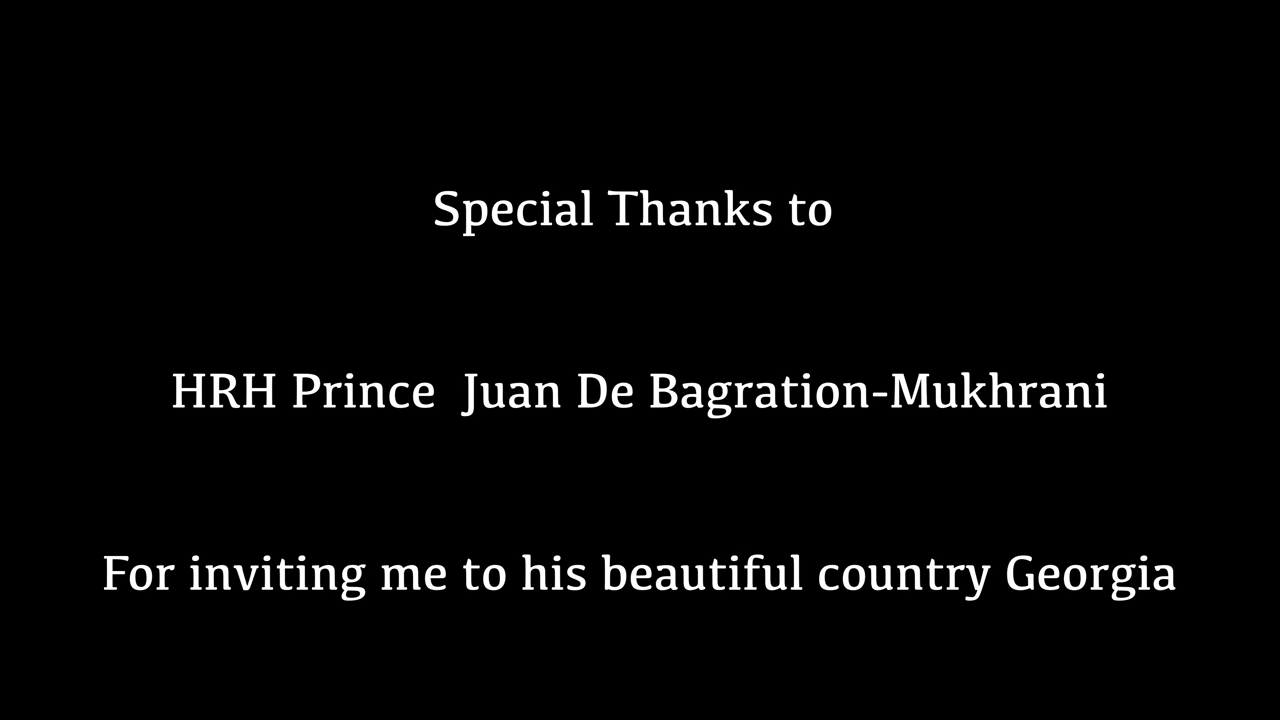 Special Thanks to
HRH Prince  Juan De Bagration-Mukhrani
For inviting me to his beautiful country Georgia